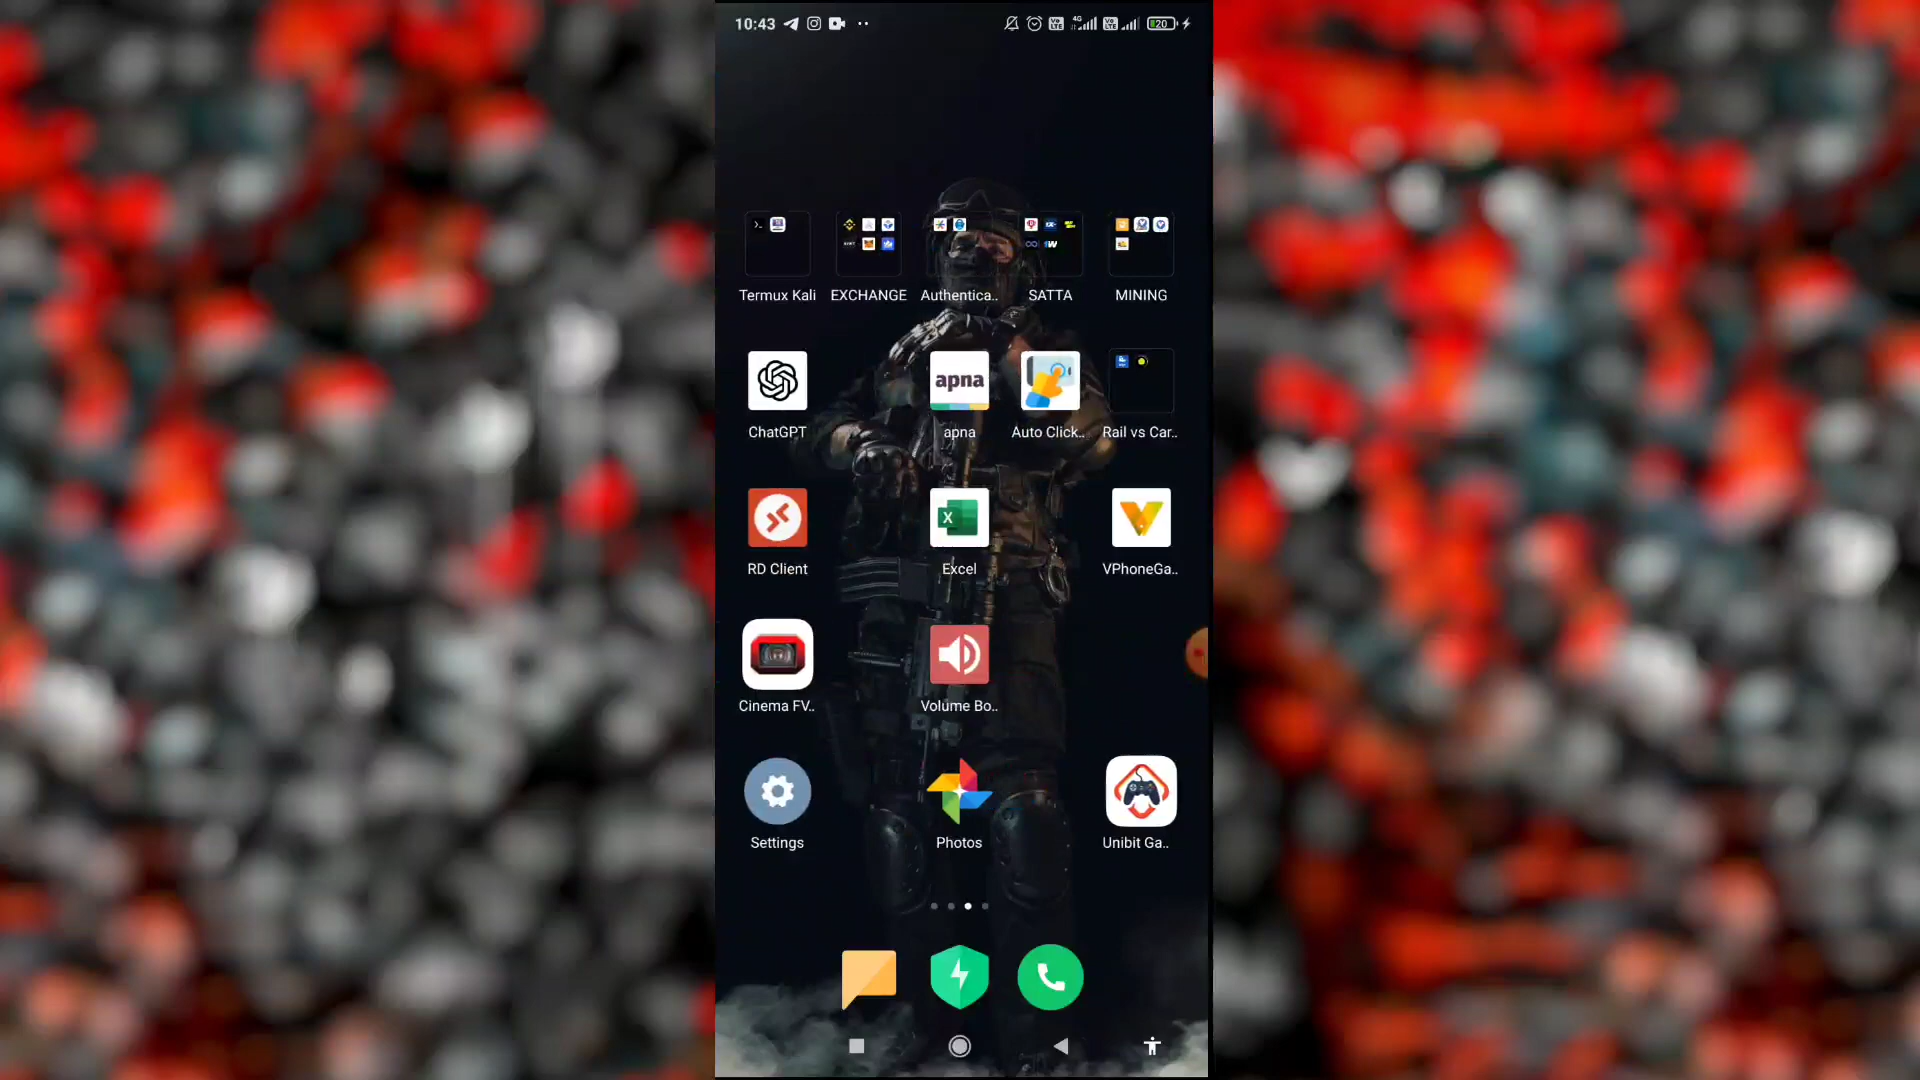 10:43
20
Termux Kali EXCHANGE Authentica.. SATTA MINING
apna
ChatGPT apna Auto Click.. Rail vs Car..
X
RD Client Excel VPhoneGa..
Cinema FV.. Volume Bo..
Settings Photos Unibit Ga..